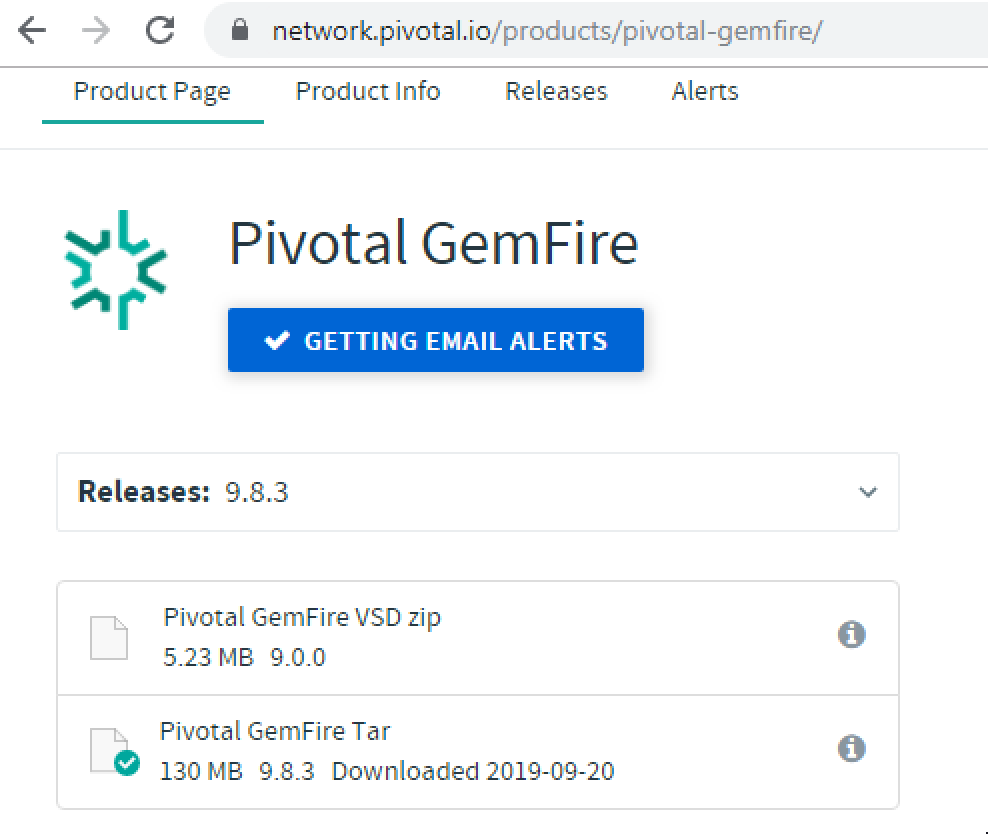 network.pivotal.io/products/pivotal-gemfire/
Product Page Product Info Releases Alerts
Pivotal GemFire
GETTING EMAIL ALERTS
Releases: 9.8.3
Pivotal GemFire VSD zip
5.23 MB 9.0.0
Pivotal GemFire Tar
130 MB 9.8.3 Downloaded 2019-09-20